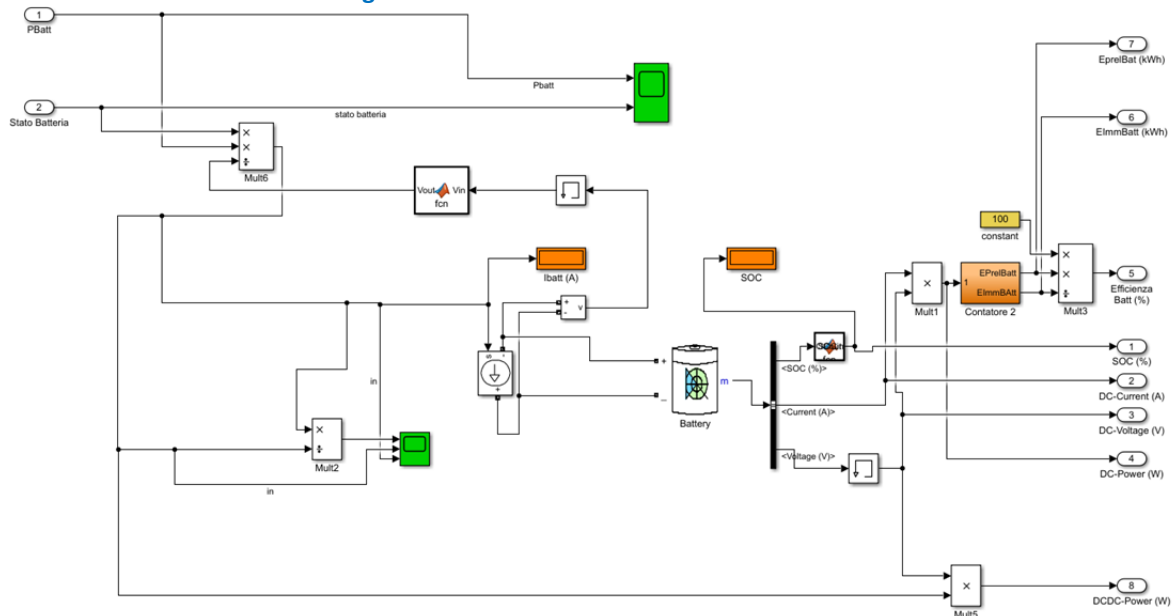 g
1
PBatt
7
EprelBat (kWh)
Pbatt
2
Stato Batteria
stato batteria
6
EImmBatt (kWh)
×
×
÷
Mult6
Vout
Vin
fcn
100
constant
Ibatt (A)
SOC
×
Mult1
1
EPrelBatt
EImmBAtt
Contatore 2
×
×
÷
Mult3
5
Efficienza
Batt (%)
+
-
v
s
-
+
in
+
_
m
Battery
<SOC (%)>
1
SOC (%)
<Current (A)>
2
DC-Current (A)
3
DC-Voltage (V)
<Voltage (V)>
4
DC-Power (W)
×
÷
Mult2
in
×
Mult5
8
DCDC-Power (W)